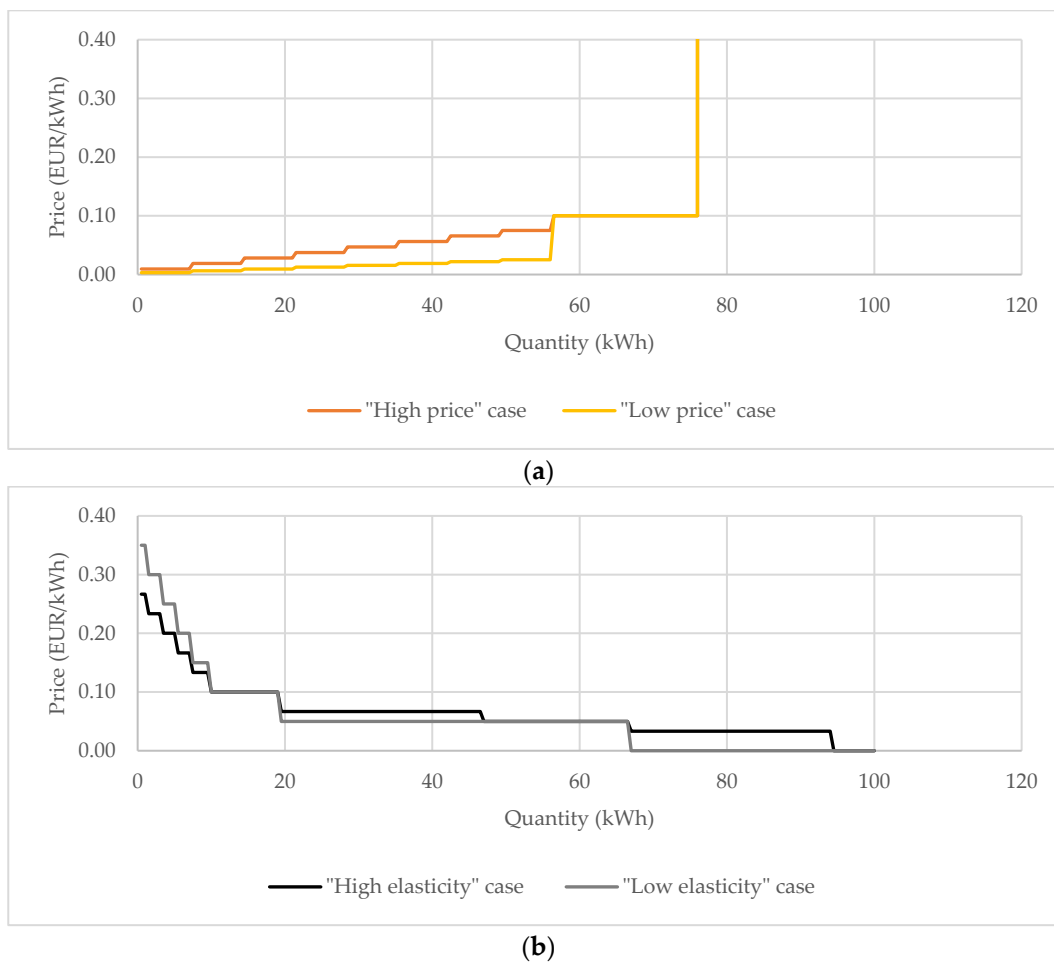 0.40
0.30
0.20
0.10
0.00
Price (EUR/kWh)
0 20 40 60 80 100 120
Quantity (kWh)
"High price" case "Low price" case
(a)
0.40
0.30
0.20
0.10
0.00
Price (EUR/kWh)
0 20 40 60 80 100 120
Quantity (kWh)
"High elasticity" case "Low elasticity" case
(b)